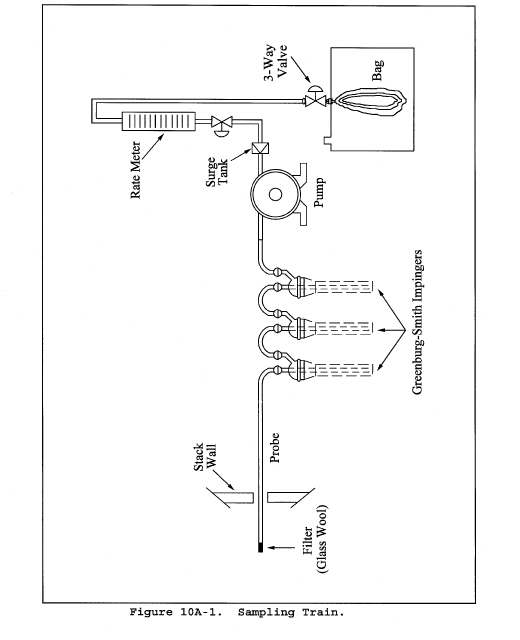 3-Way
Valve
Bag
Rate Meter
Surge
Tank
Pump
Greenburg-Smith Impingers
Stack
Wall
Probe
Filter
(Glass Wool)
Figure 10A-1. Sampling Train.